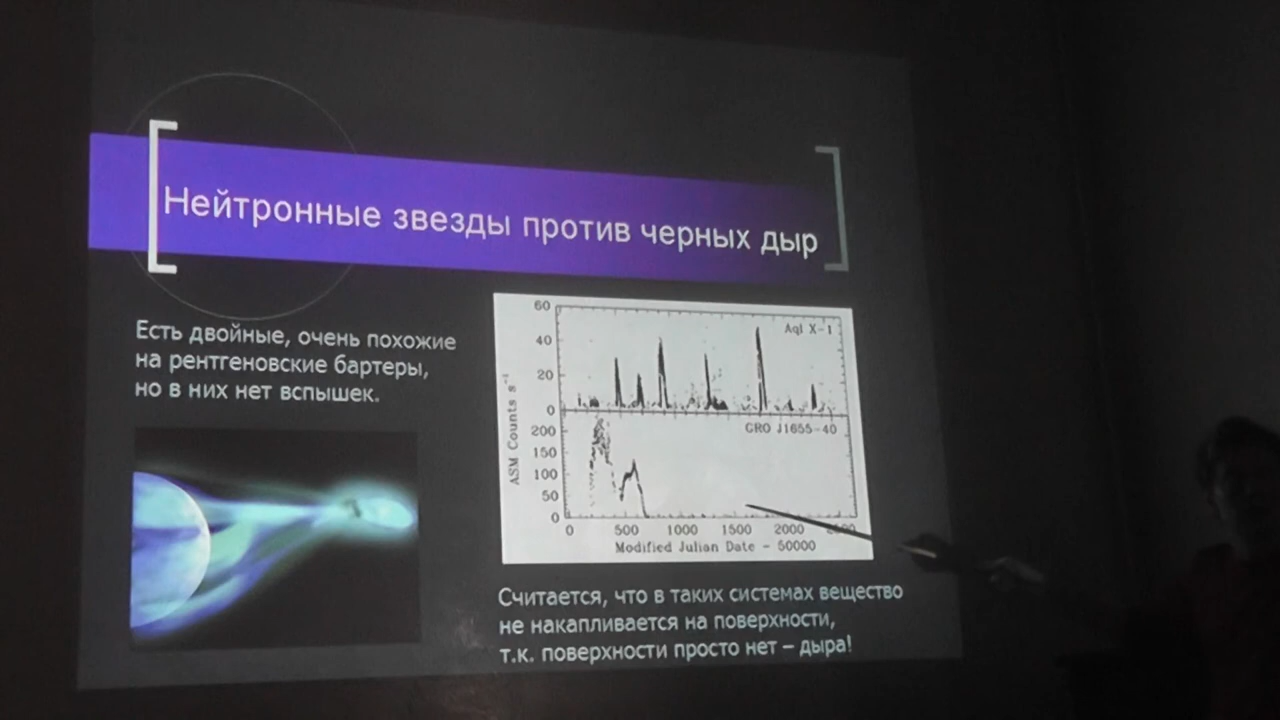 Нейтронные звезды против черных дыр
Есть двойные, очень похожие
на рентгеновские бартеры,
но в них нет вспышек.
60
40
20
0
Aql X-1
200
150
100
50
0
GRO J1655-40
ASM Counts s⁻¹
0 500 1000 1500 2000
Modified Julian Date - 50000
Считается, что в таких системах вещество
не накапливается на поверхности,
т.к. поверхности просто нет – дыра!